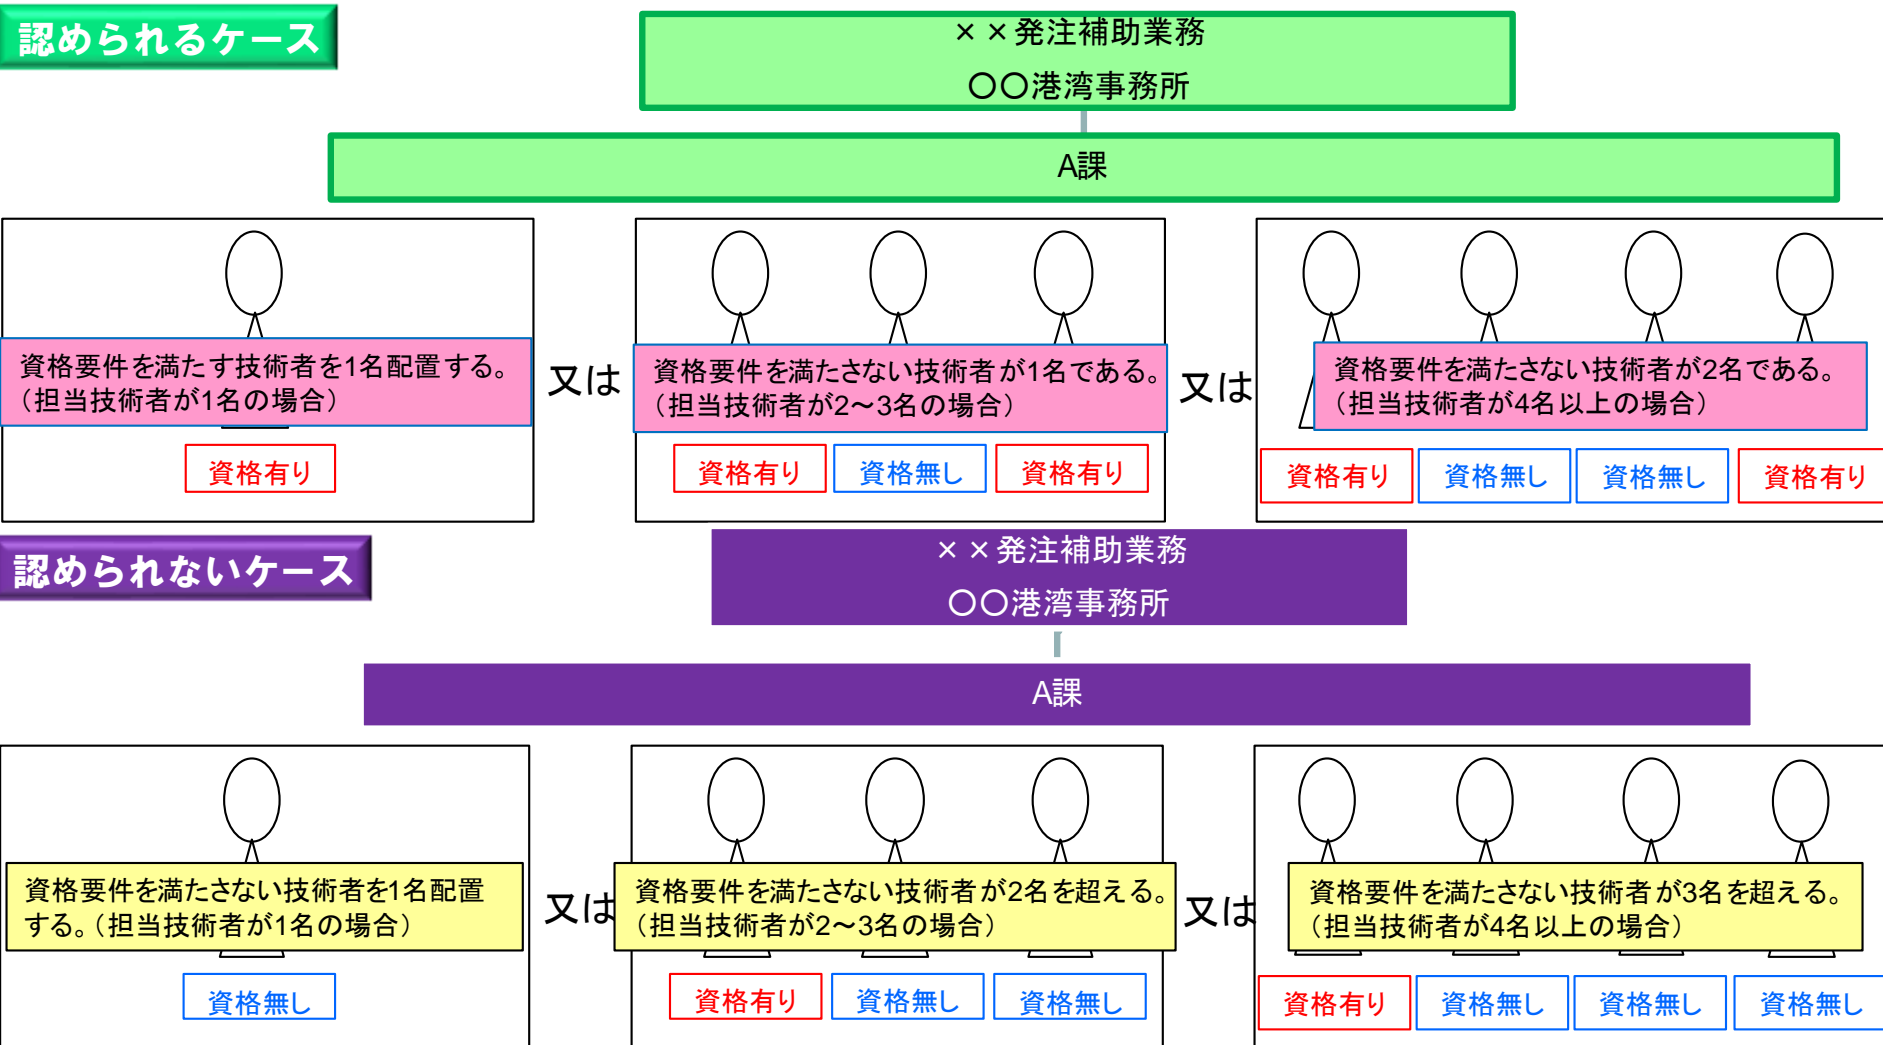 認められるケース
××発注補助業務
〇〇港湾事務所
A課
資格要件を満たす技術者を1名配置する。
（担当技術者が1名の場合）
資格有り
又は
資格要件を満たさない技術者が1名である。
（担当技術者が2～3名の場合）
資格有り
資格無し
資格有り
又は
資格要件を満たさない技術者が2名である。
（担当技術者が4名以上の場合）
資格有り
資格無し
資格無し
資格有り
認められないケース
××発注補助業務
〇〇港湾事務所
A課
資格要件を満たさない技術者を1名配置
する。（担当技術者が1名の場合）
資格無し
又は
資格要件を満たさない技術者が2名を超える。
（担当技術者が2～3名の場合）
資格有り
資格無し
資格無し
又は
資格要件を満たさない技術者が3名を超える。
（担当技術者が4名以上の場合）
資格有り
資格無し
資格無し
資格無し